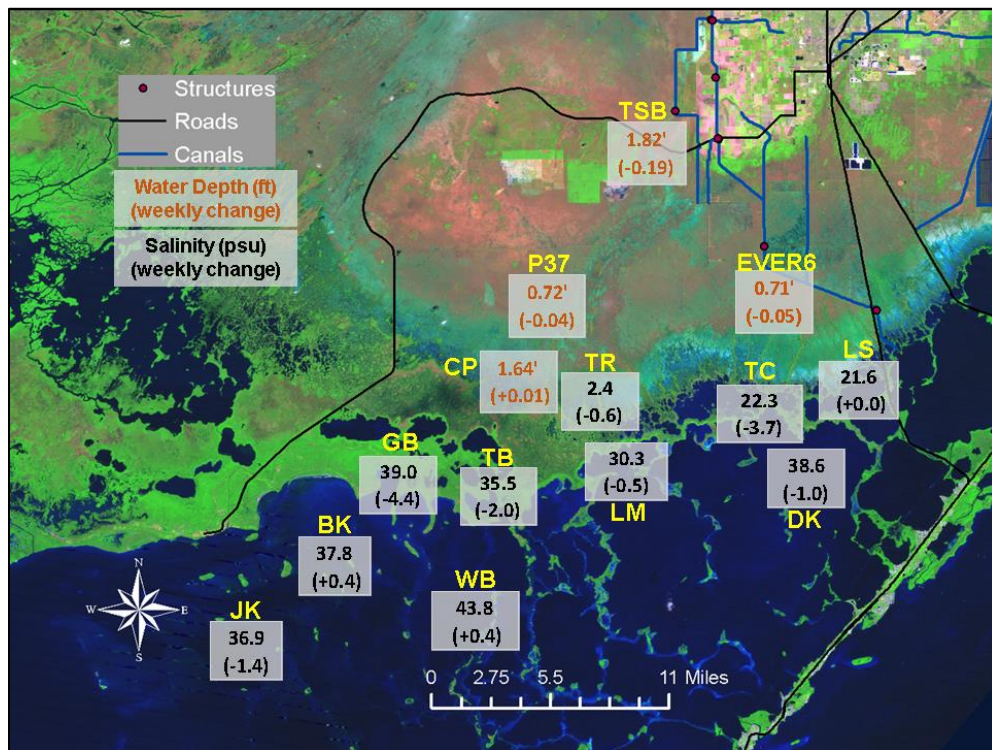 Structures
Roads
Canals
Water Depth (ft)
(weekly change)
Salinity (psu)
(weekly change)
TSB
1.82'
(-0.19)
P37
0.72'
(-0.04)
EVER6
0.71'
(-0.05)
CP
1.64'
(+0.01)
TR
2.4
(-0.6)
TC
22.3
(-3.7)
LS
21.6
(+0.0)
GB
39.0
(-4.4)
TB
35.5
(-2.0)
30.3
(-0.5)
LM
38.6
(-1.0)
DK
BK
37.8
(+0.4)
WB
43.8
(+0.4)
JK
36.9
(-1.4)
N
W
E
S
0 2.75 5.5 11 Miles